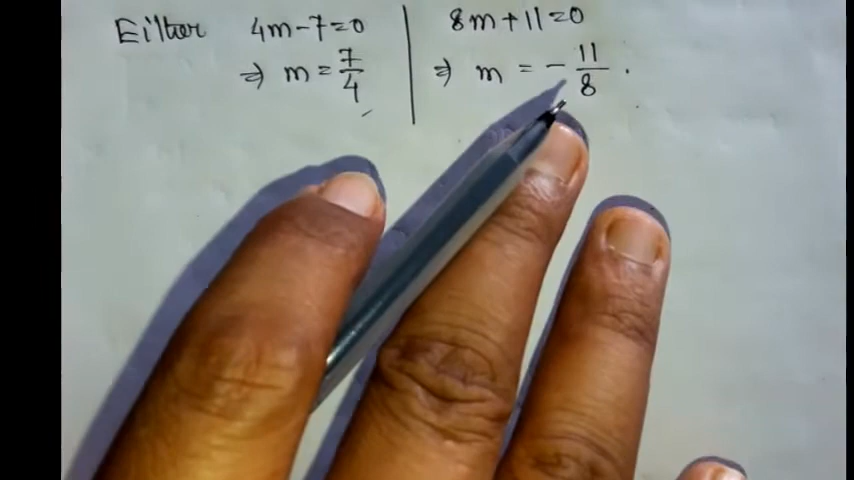 Either 4m-7=0 | 8m+11=0
⇒ m = 7/4 | ⇒ m = - 11/8 .